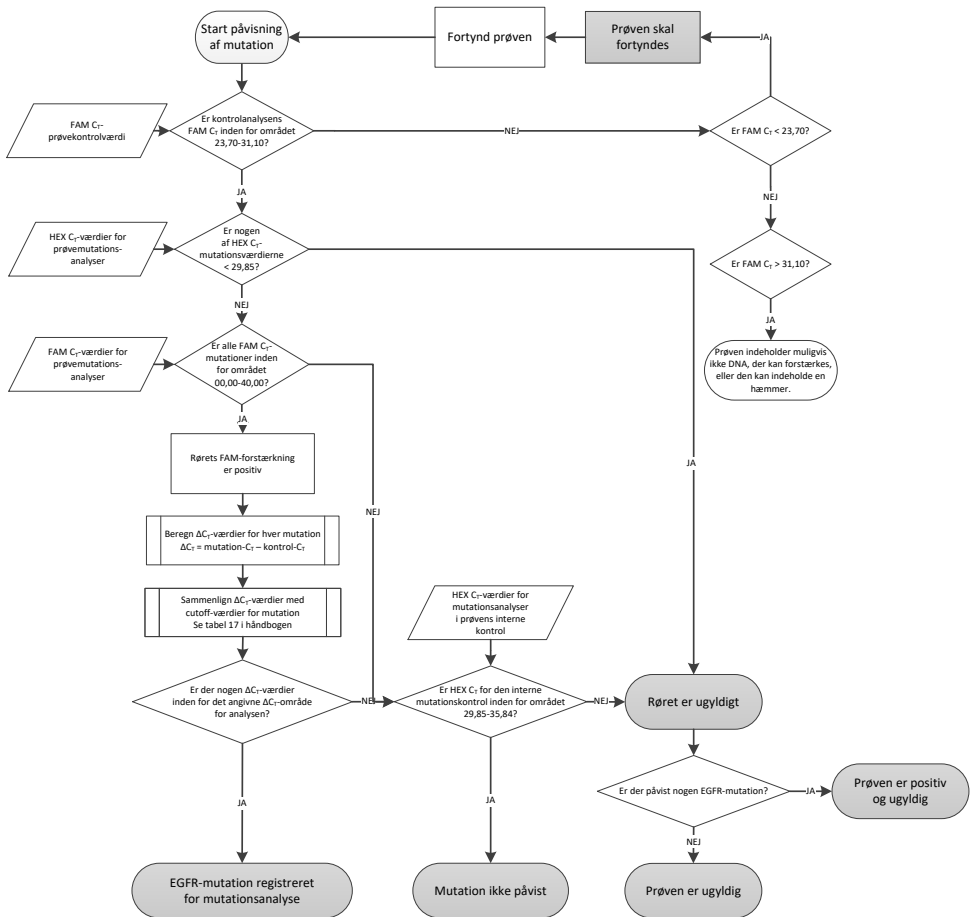 Start påvisning
af mutation
Fortynd prøven
Prøven skal
fortyndes
JA
FAM CT-
prøvekontrolværdi
Er kontrolanalysens
FAM CT inden for området
23,70-31,10?
NEJ
Er FAM CT < 23,70?
JA
NEJ
HEX CT-værdier for
prøvemutations-
analyser
Er nogen
af HEX CT-
mutationsværdierne
< 29,85?
Er FAM CT > 31,10?
NEJ
JA
FAM CT-værdier for
prøvemutations-
analyser
Er alle FAM CT-
mutationer inden
for området
00,00-40,00?
Prøven indeholder muligvis
ikke DNA, der kan forstærkes,
eller den kan indeholde en
hæmmer.
JA
Rørets FAM-forstærkning
er positiv
JA
NEJ
Beregn ΔCT-værdier for hver mutation
ΔCT = mutation-CT – kontrol-CT
Sammenlign ΔCT-værdier med
cutoff-værdier for mutation
Se tabel 17 i håndbogen
HEX CT-værdier for
mutationsanalyser
i prøvens interne
kontrol
Er der nogen ΔCT-værdier
inden for det angivne ΔCT-område
for analysen?
NEJ
Er HEX CT for den interne
mutationskontrol inden for området
29,85-35,84?
NEJ
Røret er ugyldigt
JA
JA
Er der påvist nogen EGFR-mutation?
JA
Prøven er positiv
og ugyldig
NEJ
EGFR-mutation registreret
for mutationsanalyse
Mutation ikke påvist
Prøven er ugyldig